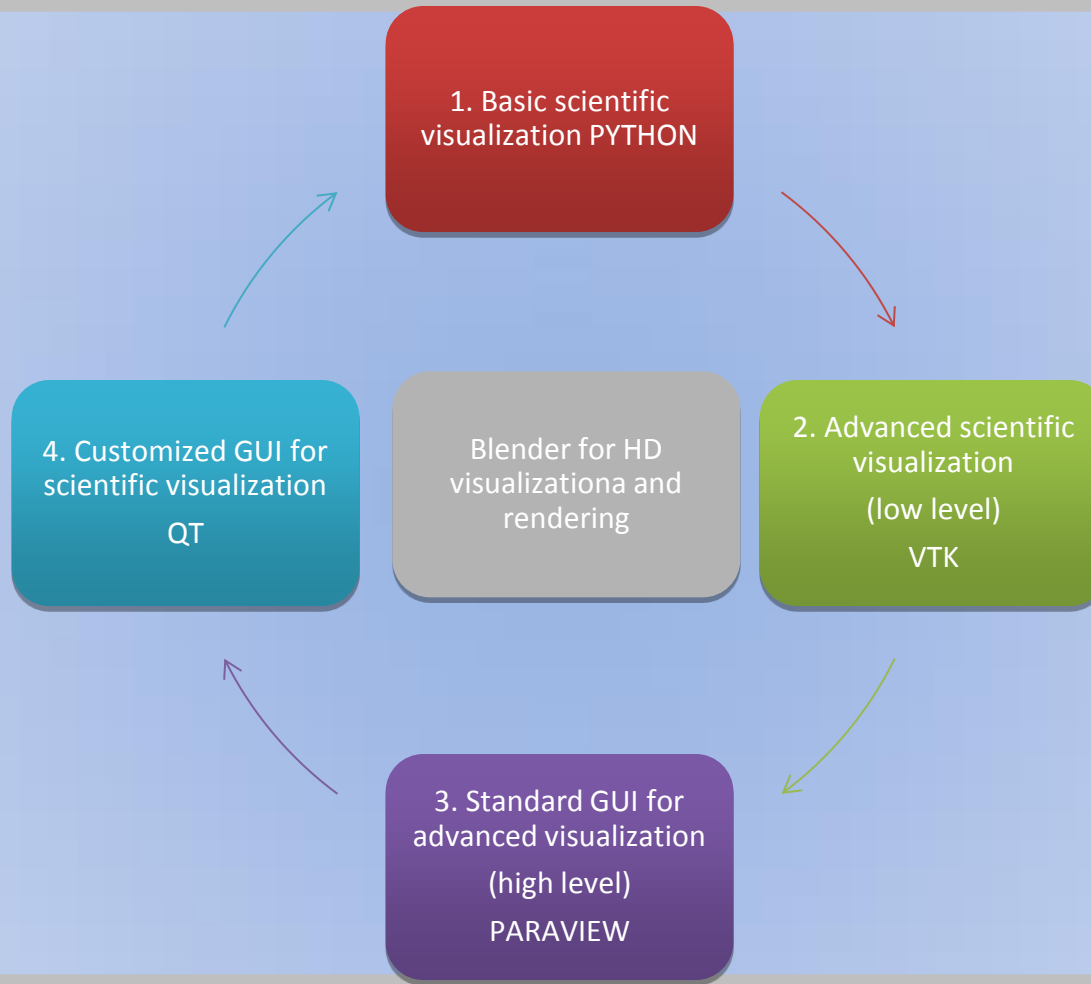 1. Basic scientific
visualization PYTHON
2. Advanced scientific
visualization
(low level)
VTK
3. Standard GUI for
advanced visualization
(high level)
PARAVIEW
4. Customized GUI for
scientific visualization
QT
Blender for HD
visualizationa and
rendering